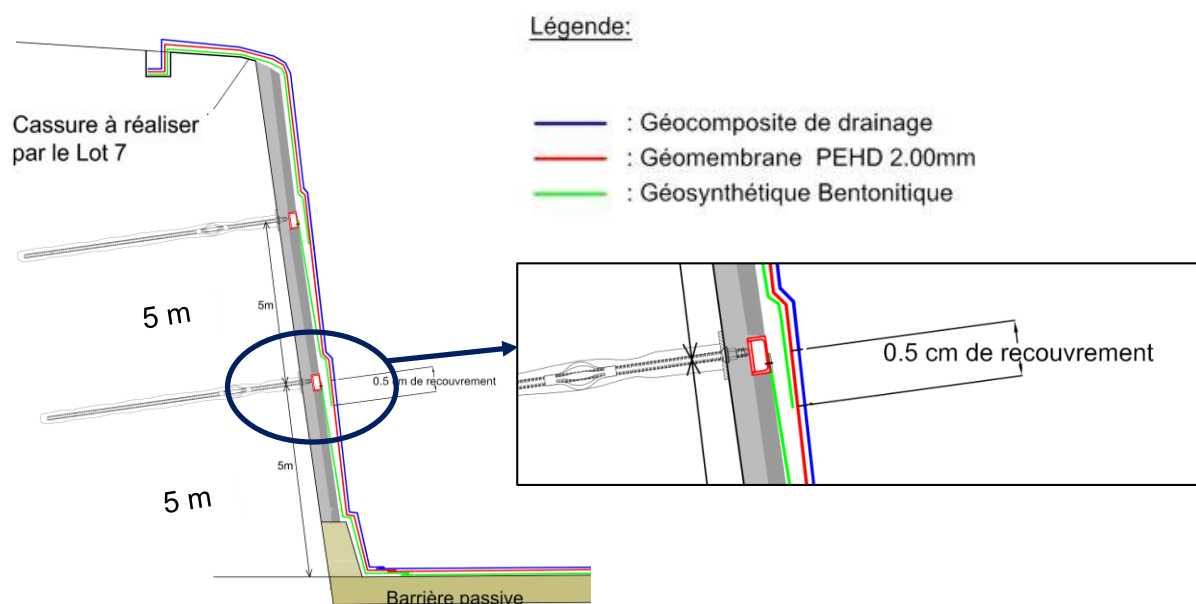 Légende:
: Géocomposite de drainage
: Géomembrane PEHD 2.00mm
: Géosynthétique Bentonitique
Cassure à réaliser
par le Lot 7
5m
5 m
0.5 cm de recouvrement
5m
5 m
0.5 cm de recouvrement
Barrière passive